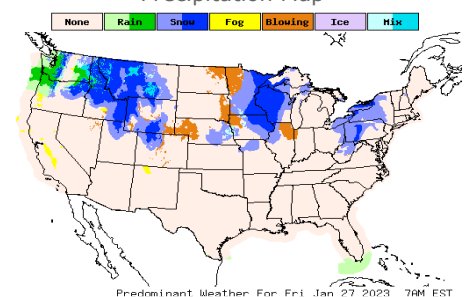 Precipitation Map
None Rain Snow Fog Blowing Ice Mix
Predominant Weather For Fri Jan 27 2023 7AM EST